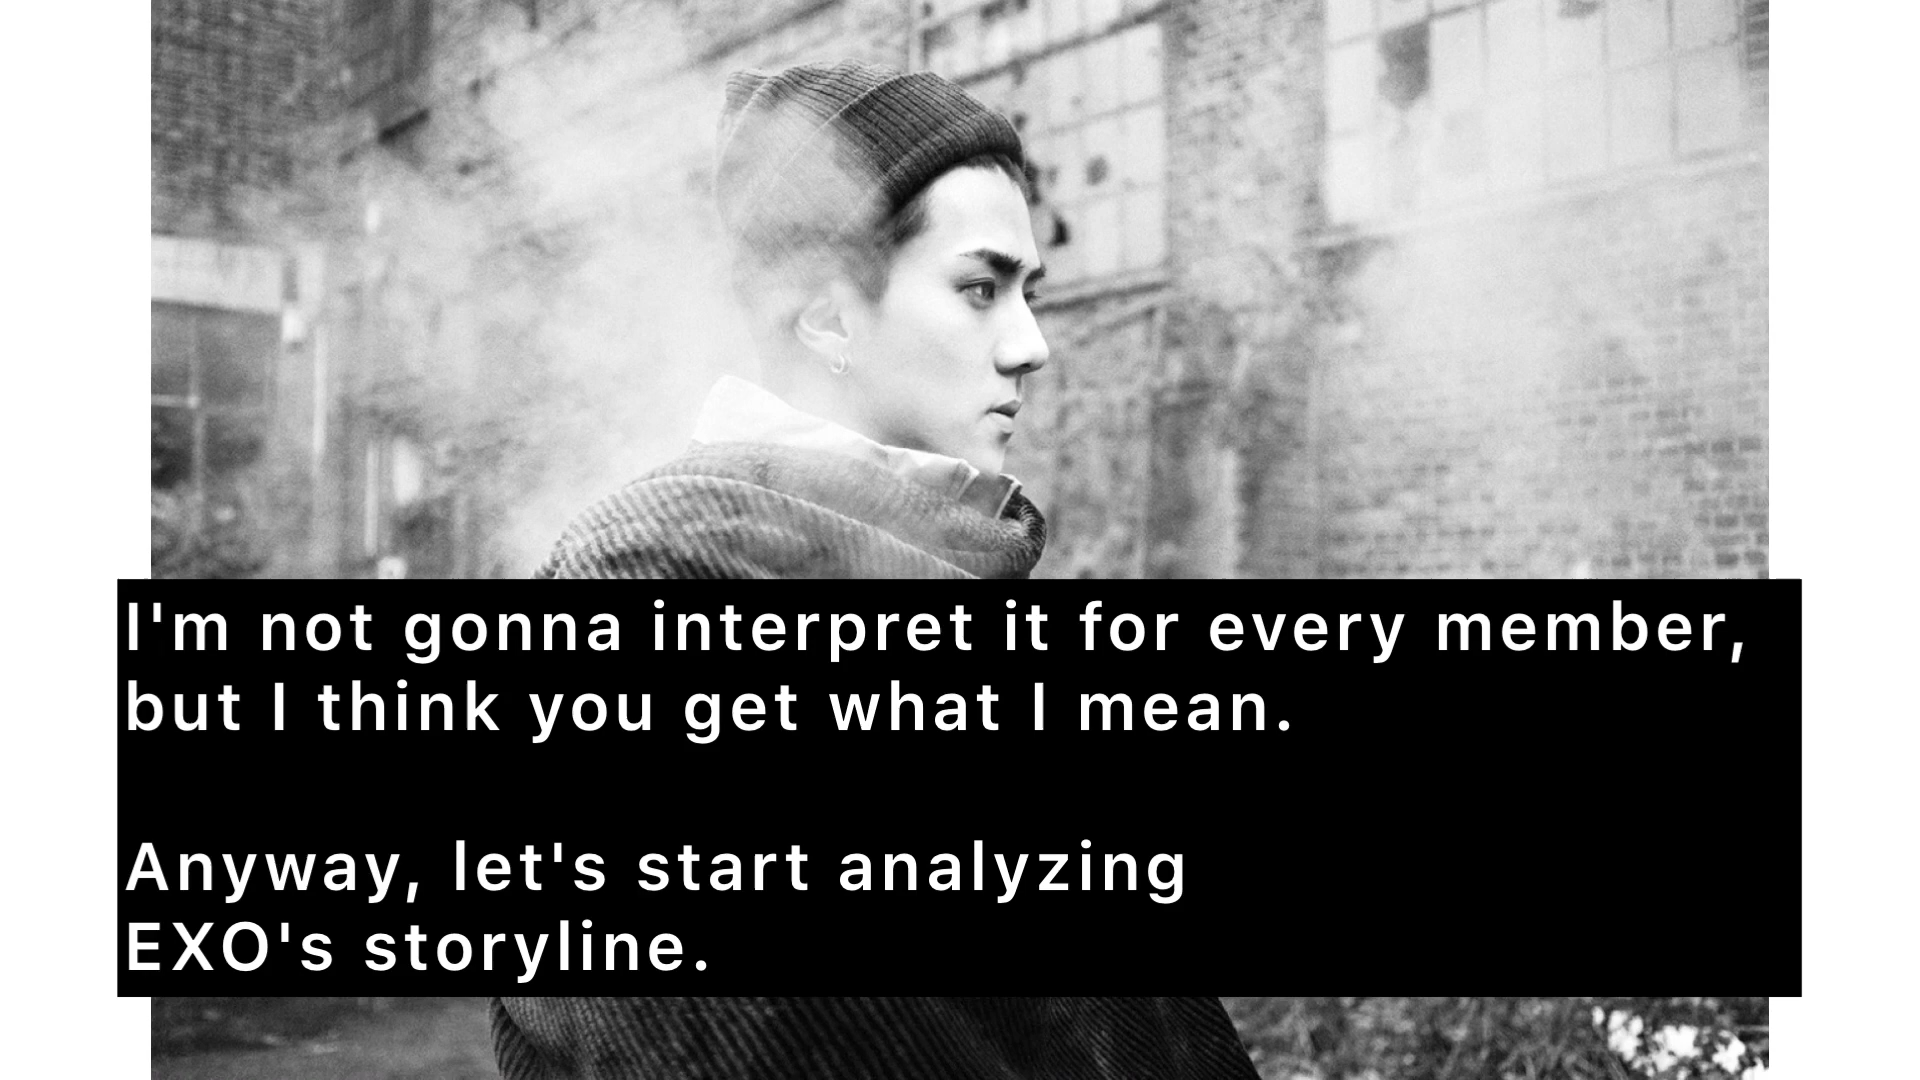 I'm not gonna interpret it for every member,
but I think you get what I mean.
Anyway, let's start analyzing
EXO's storyline.